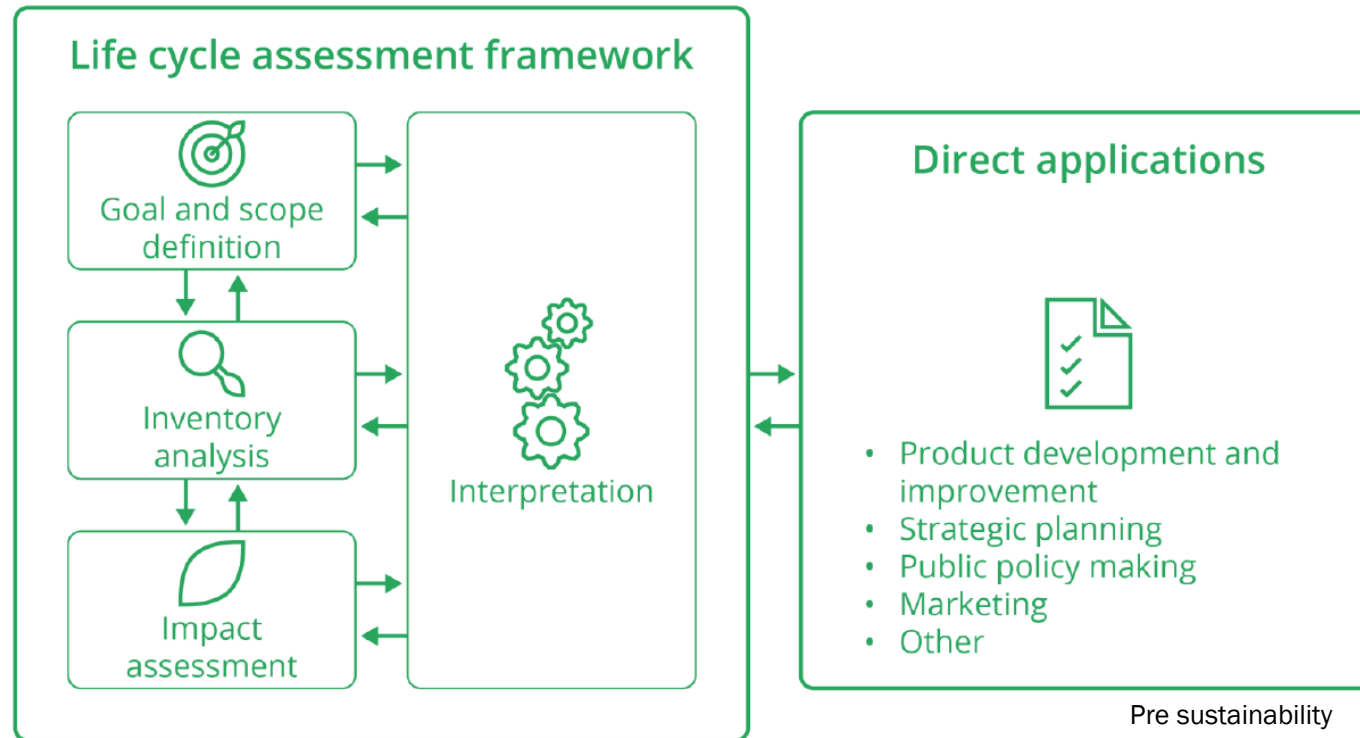 Life cycle assessment framework
Goal and scope
definition
Inventory
analysis
Impact
assessment
Interpretation
Direct applications
• Product development and
improvement
• Strategic planning
• Public policy making
• Marketing
• Other
Pre sustainability